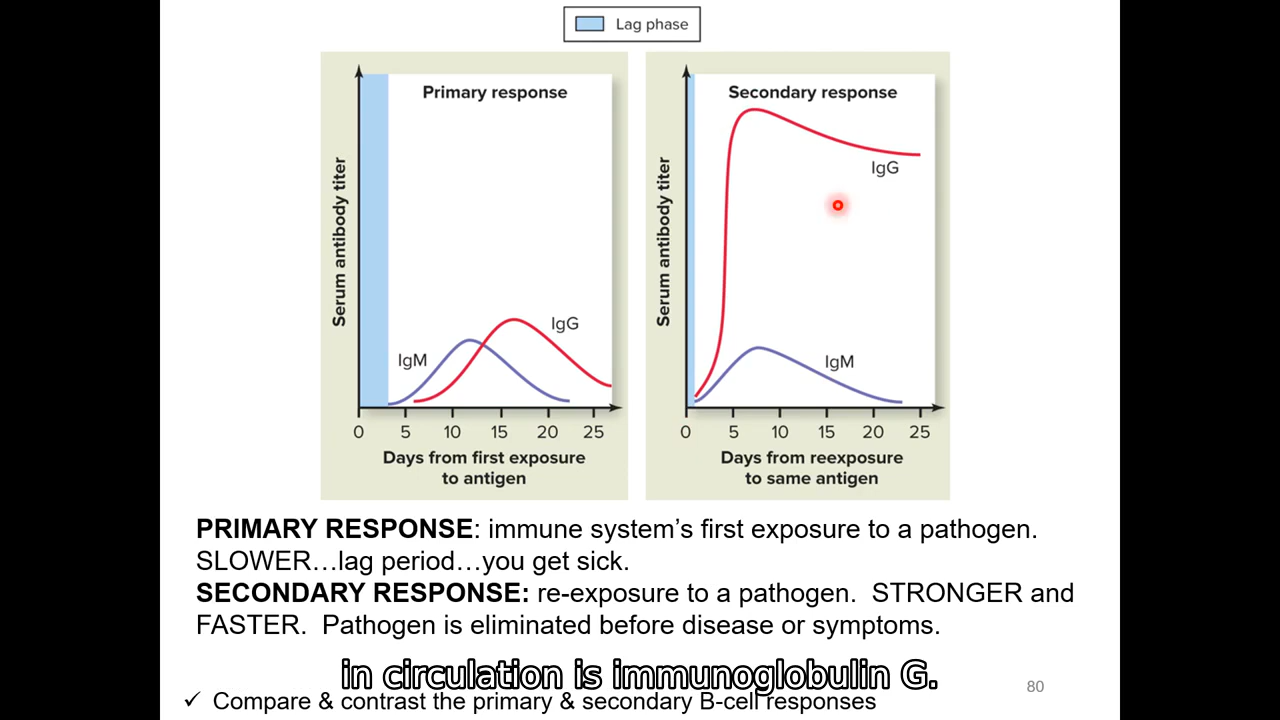 Lag phase
Primary response
Serum antibody titer
IgM
IgG
0 5 10 15 20 25
Days from first exposure
to antigen
Secondary response
Serum antibody titer
IgG
IgM
0 5 10 15 20 25
Days from reexposure
to same antigen
PRIMARY RESPONSE: immune system’s first exposure to a pathogen.
SLOWER…lag period…you get sick.
SECONDARY RESPONSE: re-exposure to a pathogen.  STRONGER and
FASTER.  Pathogen is eliminated before disease or symptoms.
in circulation is immunoglobulin G.
80
✓ Compare & contrast the primary & secondary B-cell responses